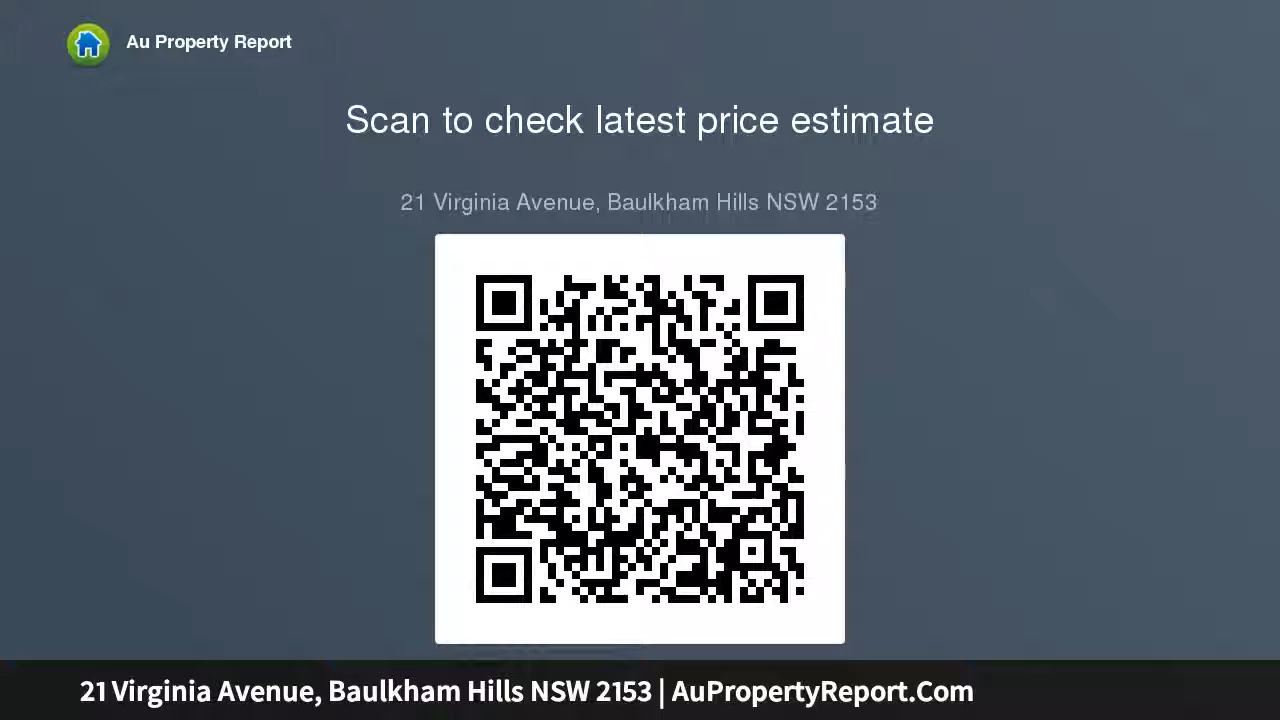 Au Property Report
Scan to check latest price estimate
21 Virginia Avenue, Baulkham Hills NSW 2153
21 Virginia Avenue, Baulkham Hills NSW 2153 | AuPropertyReport.Com